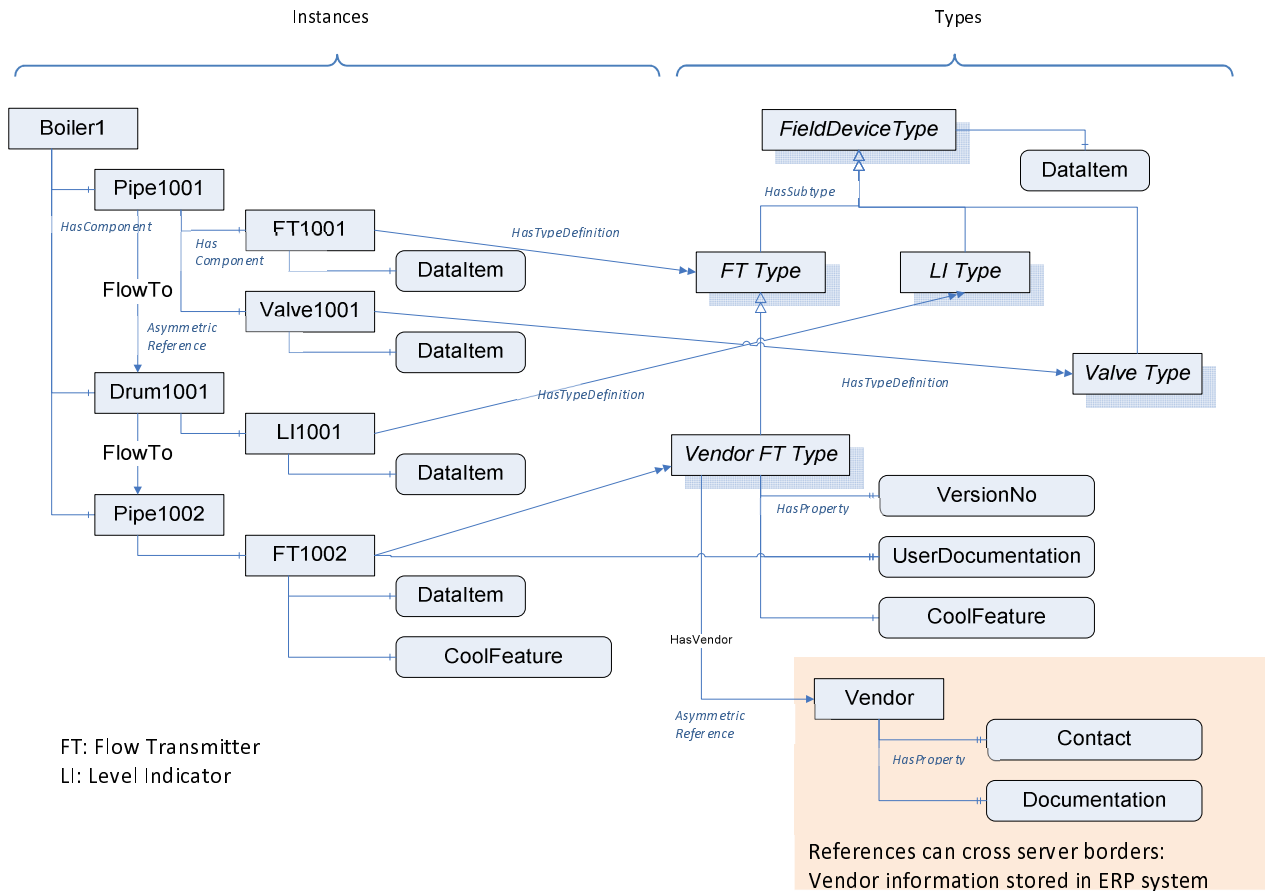 Instances
Types
Boiler1
FieldDeviceType
DataItem
Pipe1001
HasSubtype
HasComponent
Has
Component
FT1001
HasTypeDefinition
DataItem
FT Type
LI Type
FlowTo
Valve1001
Asymmetric
Reference
DataItem
Drum1001
HasTypeDefinition
Valve Type
HasTypeDefinition
LI1001
FlowTo
Vendor FT Type
DataItem
VersionNo
HasProperty
Pipe1002
FT1002
UserDocumentation
DataItem
CoolFeature
HasVendor
CoolFeature
Vendor
Asymmetric
Reference
Contact
HasProperty
Documentation
FT: Flow Transmitter
LI: Level Indicator
References can cross server borders:
Vendor information stored in ERP system